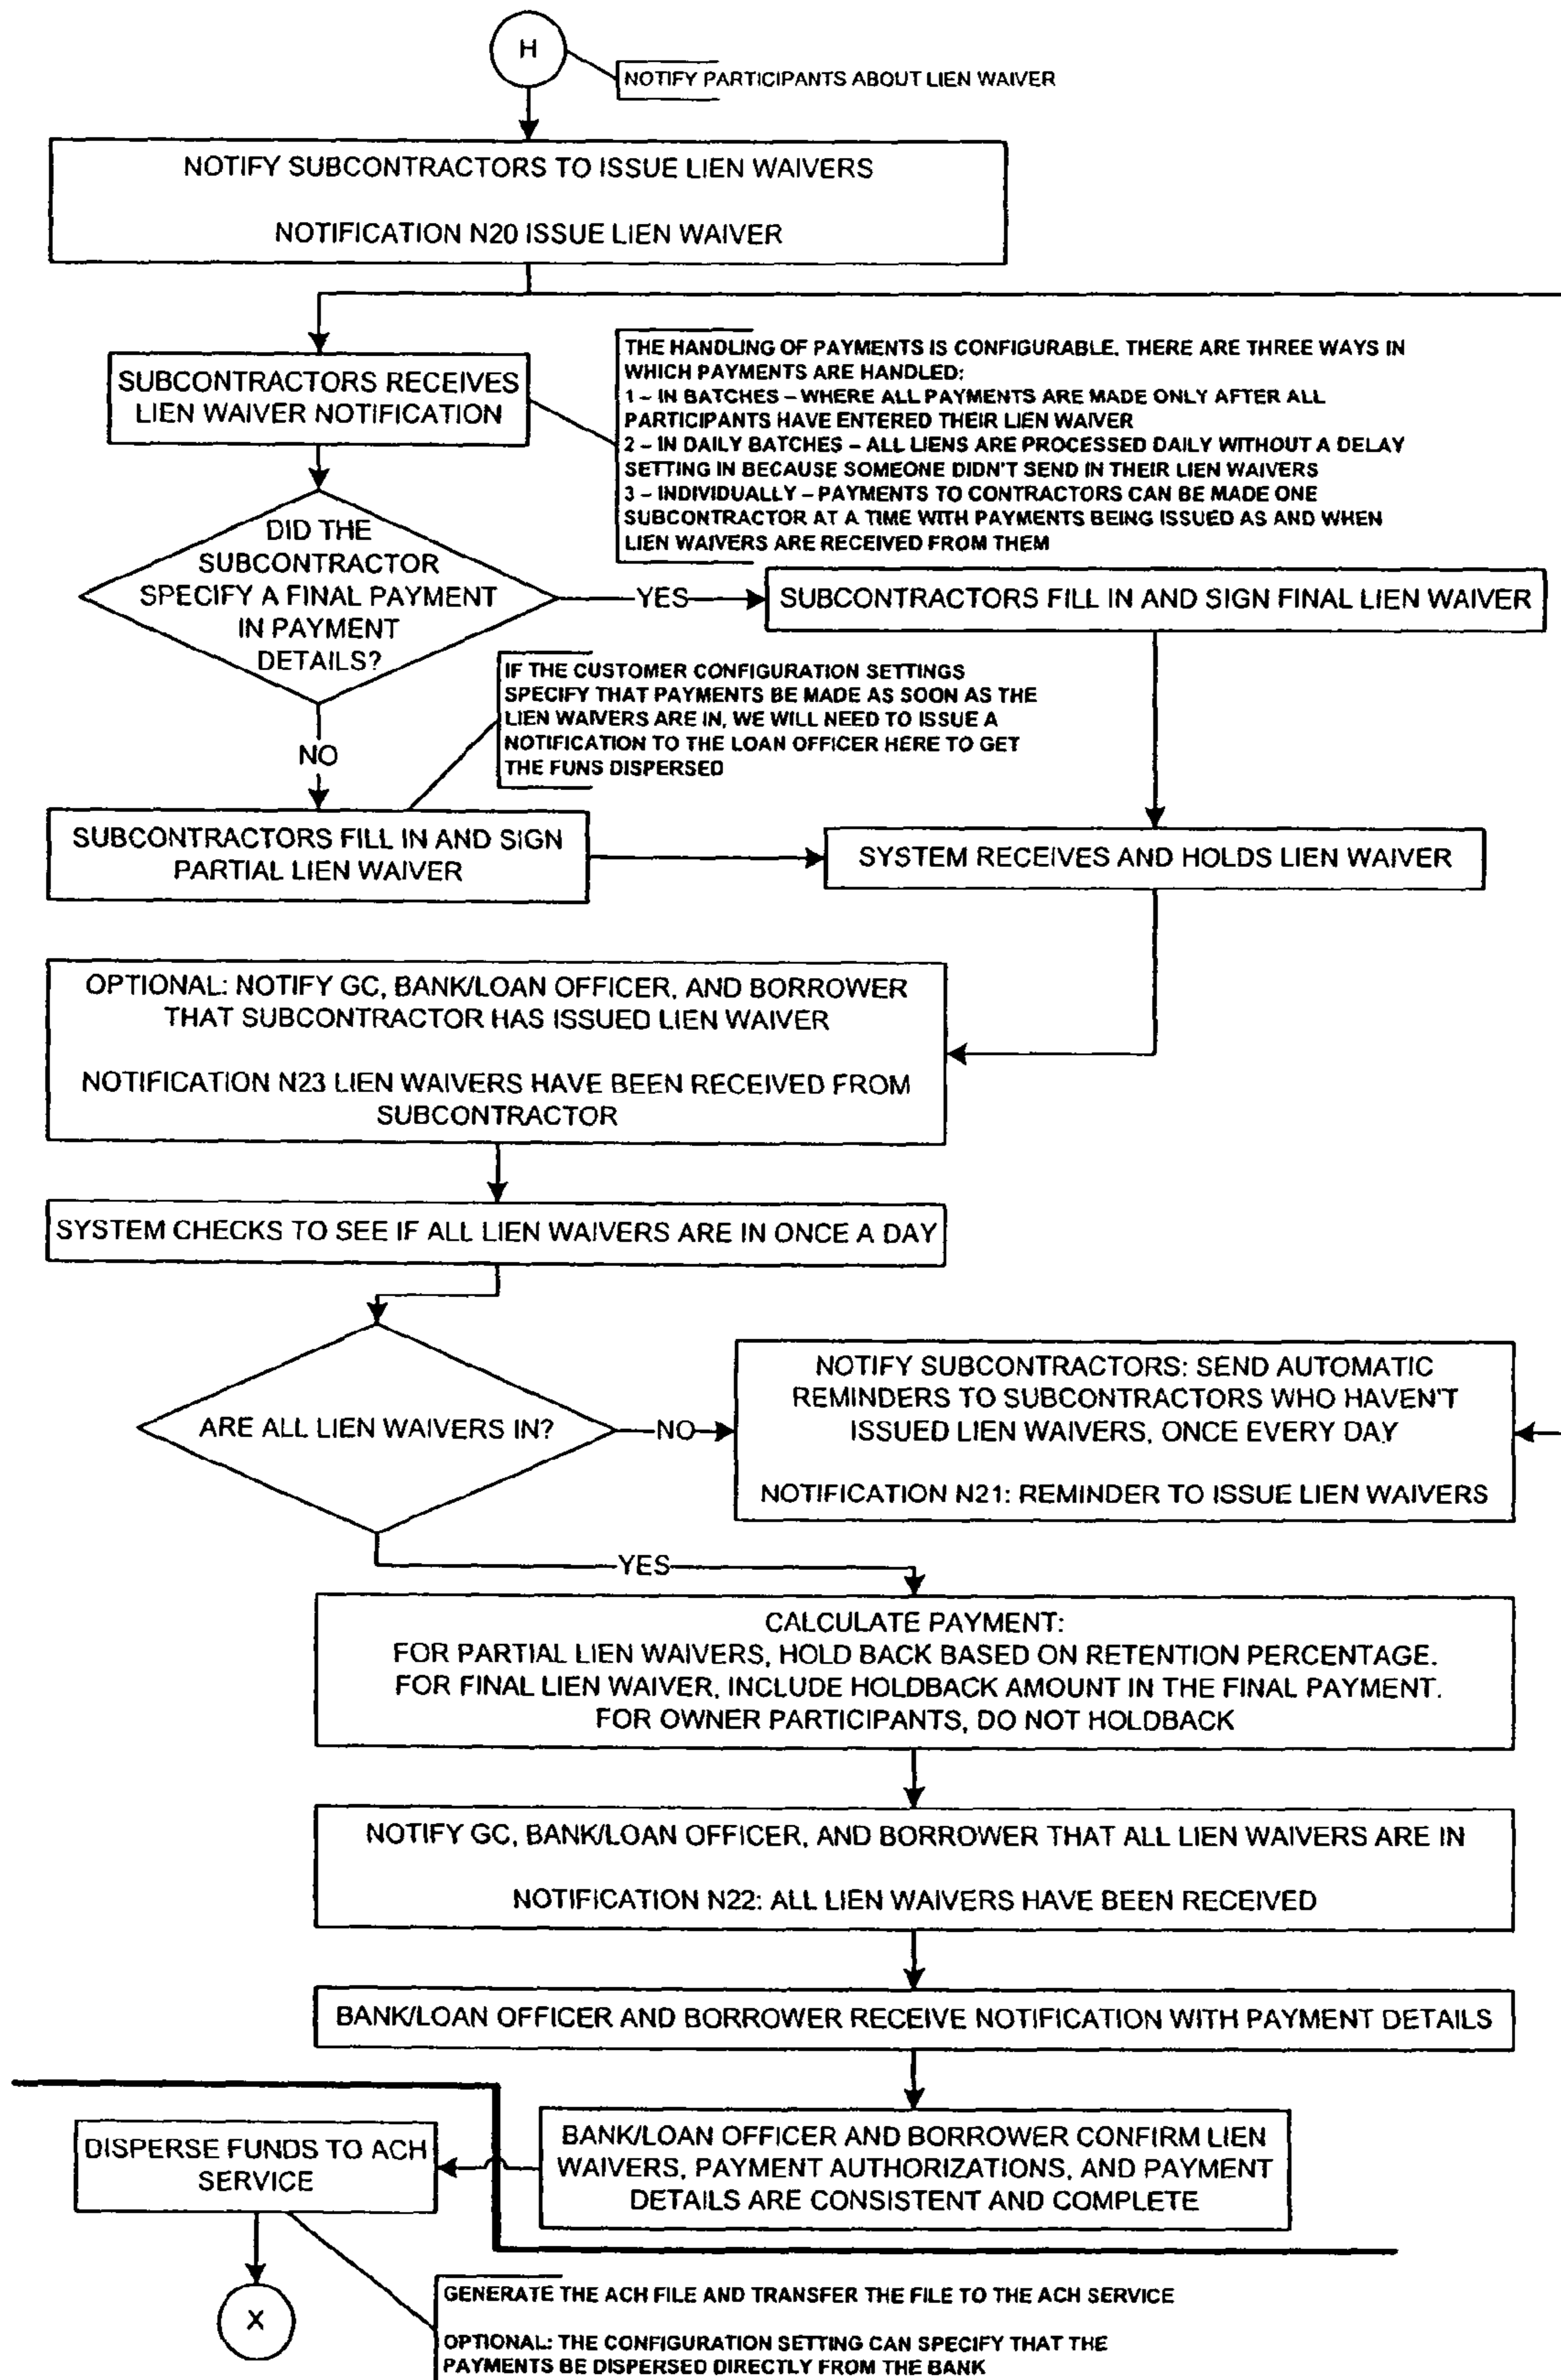 H
NOTIFY PARTICIPANTS ABOUT LIEN WAIVER
NOTIFY SUBCONTRACTORS TO ISSUE LIEN WAIVERS
NOTIFICATION N20 ISSUE LIEN WAIVER
SUBCONTRACTORS RECEIVES
LIEN WAIVER NOTIFICATION
THE HANDLING OF PAYMENTS IS CONFIGURABLE. THERE ARE THREE WAYS IN
WHICH PAYMENTS ARE HANDLED:
1 – IN BATCHES – WHERE ALL PAYMENTS ARE MADE ONLY AFTER ALL
PARTICIPANTS HAVE ENTERED THEIR LIEN WAIVER
2 – IN DAILY BATCHES – ALL LIENS ARE PROCESSED DAILY WITHOUT A DELAY
SETTING IN BECAUSE SOMEONE DIDN'T SEND IN THEIR LIEN WAIVERS
3 – INDIVIDUALLY – PAYMENTS TO CONTRACTORS CAN BE MADE ONE
SUBCONTRACTOR AT A TIME WITH PAYMENTS BEING ISSUED AS AND WHEN
LIEN WAIVERS ARE RECEIVED FROM THEM
DID THE
SUBCONTRACTOR
SPECIFY A FINAL PAYMENT
IN PAYMENT
DETAILS?
YES
SUBCONTRACTORS FILL IN AND SIGN FINAL LIEN WAIVER
IF THE CUSTOMER CONFIGURATION SETTINGS
SPECIFY THAT PAYMENTS BE MADE AS SOON AS THE
LIEN WAIVERS ARE IN, WE WILL NEED TO ISSUE A
NOTIFICATION TO THE LOAN OFFICER HERE TO GET
THE FUNS DISPERSED
NO
SUBCONTRACTORS FILL IN AND SIGN
PARTIAL LIEN WAIVER
SYSTEM RECEIVES AND HOLDS LIEN WAIVER
OPTIONAL: NOTIFY GC, BANK/LOAN OFFICER, AND BORROWER
THAT SUBCONTRACTOR HAS ISSUED LIEN WAIVER
NOTIFICATION N23 LIEN WAIVERS HAVE BEEN RECEIVED FROM
SUBCONTRACTOR
SYSTEM CHECKS TO SEE IF ALL LIEN WAIVERS ARE IN ONCE A DAY
ARE ALL LIEN WAIVERS IN?
NO
NOTIFY SUBCONTRACTORS: SEND AUTOMATIC
REMINDERS TO SUBCONTRACTORS WHO HAVEN'T
ISSUED LIEN WAIVERS, ONCE EVERY DAY
NOTIFICATION N21: REMINDER TO ISSUE LIEN WAIVERS
YES
CALCULATE PAYMENT:
FOR PARTIAL LIEN WAIVERS, HOLD BACK BASED ON RETENTION PERCENTAGE.
FOR FINAL LIEN WAIVER, INCLUDE HOLDBACK AMOUNT IN THE FINAL PAYMENT.
FOR OWNER PARTICIPANTS, DO NOT HOLDBACK
NOTIFY GC, BANK/LOAN OFFICER, AND BORROWER THAT ALL LIEN WAIVERS ARE IN
NOTIFICATION N22: ALL LIEN WAIVERS HAVE BEEN RECEIVED
BANK/LOAN OFFICER AND BORROWER RECEIVE NOTIFICATION WITH PAYMENT DETAILS
BANK/LOAN OFFICER AND BORROWER CONFIRM LIEN
WAIVERS, PAYMENT AUTHORIZATIONS, AND PAYMENT
DETAILS ARE CONSISTENT AND COMPLETE
DISPERSE FUNDS TO ACH
SERVICE
X
GENERATE THE ACH FILE AND TRANSFER THE FILE TO THE ACH SERVICE
OPTIONAL: THE CONFIGURATION SETTING CAN SPECIFY THAT THE
PAYMENTS BE DISPERSED DIRECTLY FROM THE BANK